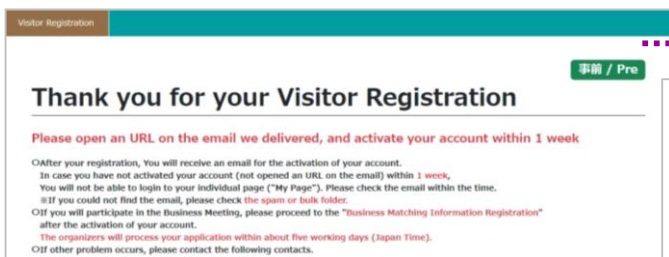 Visitor Registration
事前 / Pre
Thank you for your Visitor Registration
Please open an URL on the email we delivered, and activate your account within 1 week
○After your registration, You will receive an email for the activation of your account.
In case you have not activated your account (not opened an URL on the email) within 1 week,
You will not be able to login to your individual page ("My Page"). Please check the email within the time.
※If you could not find the email, please check the spam or bulk folder.
○If you will participate in the Business Meeting, please proceed to the "Business Matching Information Registration"
after the activation of your account.
The organizers will process your application within about five working days (Japan Time).
○If other problem occurs, please contact the following contacts.